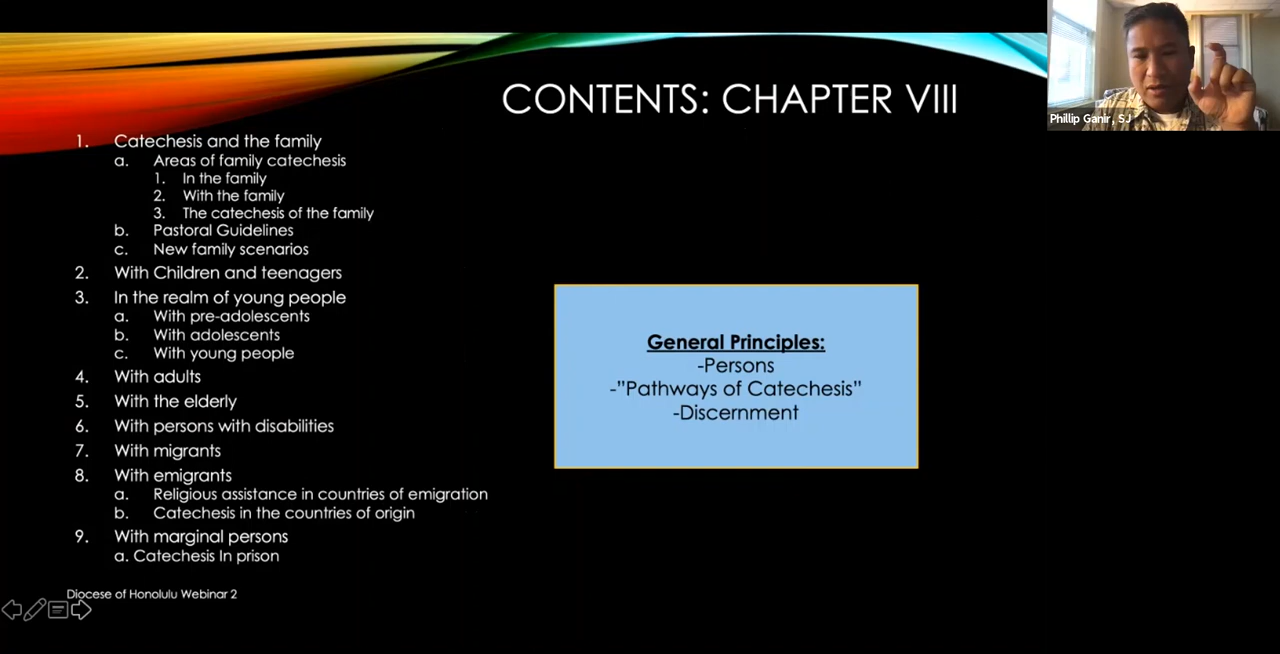 CONTENTS: CHAPTER VIII
Phillip Ganir, SJ
1. Catechesis and the family
a. Areas of family catechesis
1. In the family
2. With the family
3. The catechesis of the family
b. Pastoral Guidelines
c. New family scenarios
2. With Children and teenagers
3. In the realm of young people
a. With pre-adolescents
b. With adolescents
c. With young people
4. With adults
5. With the elderly
6. With persons with disabilities
7. With migrants
8. With emigrants
a. Religious assistance in countries of emigration
b. Catechesis in the countries of origin
9. With marginal persons
a. Catechesis In prison
General Principles:
-Persons
-”Pathways of Catechesis”
-Discernment
Diocese of Honolulu Webinar 2